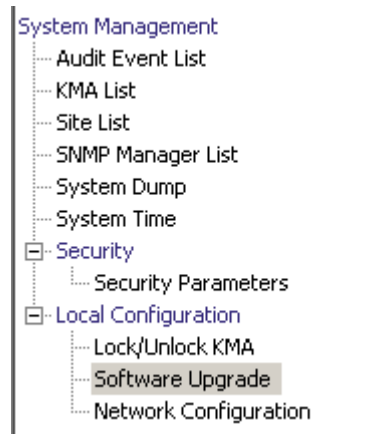 System Management
Audit Event List
KMA List
Site List
SNMP Manager List
System Dump
System Time
Security
Security Parameters
Local Configuration
Lock/Unlock KMA
Software Upgrade
Network Configuration